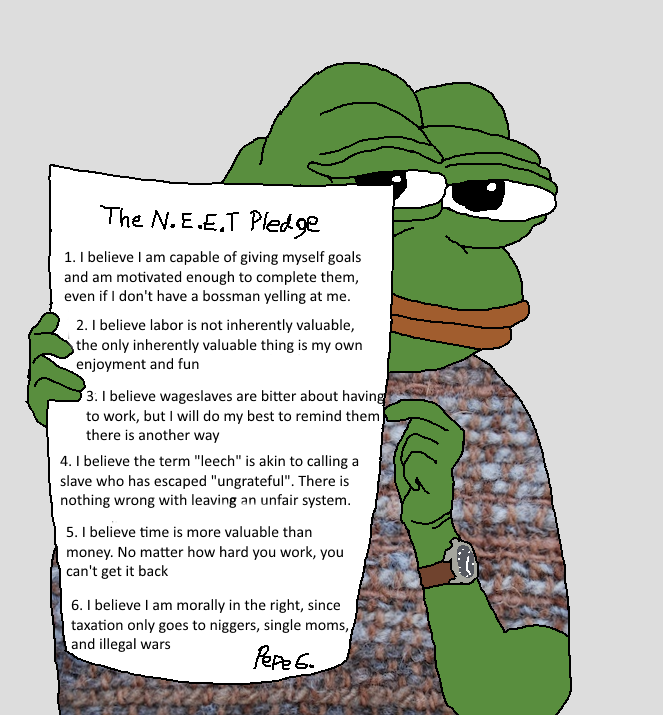 The N.E.E.T Pledge
1. I believe I am capable of giving myself goals
and am motivated enough to complete them,
even if I don't have a bossman yelling at me.
2. I believe labor is not inherently valuable,
the only inherently valuable thing is my own
enjoyment and fun
3. I believe wageslaves are bitter about having
to work, but I will do my best to remind them
there is another way
4. I believe the term "leech" is akin to calling a
slave who has escaped "ungrateful". There is
nothing wrong with leaving an unfair system.
5. I believe time is more valuable than
money. No matter how hard you work, you
can't get it back
6. I believe I am morally in the right, since
taxation only goes to niggers, single moms,
and illegal wars
PePe G.